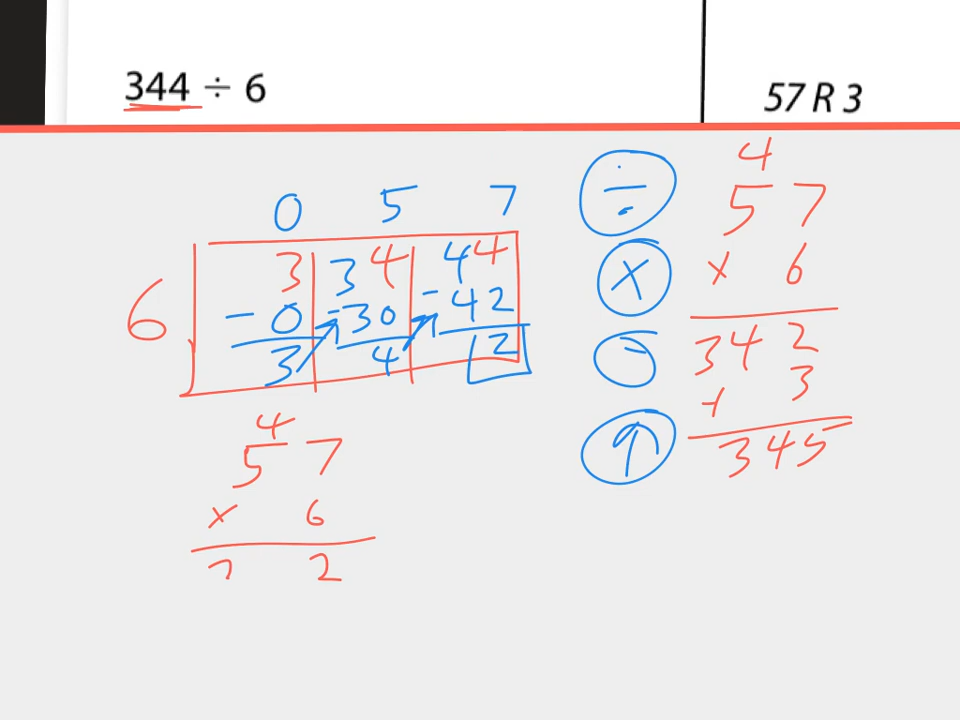 344 ÷ 6
57 R 3
0 5 7
6 3 34 44
- 0 - 30 - 42
3 4 2
÷
×
-
↑
4
57
× 6
342
+ 3
345
4
57
× 6
2